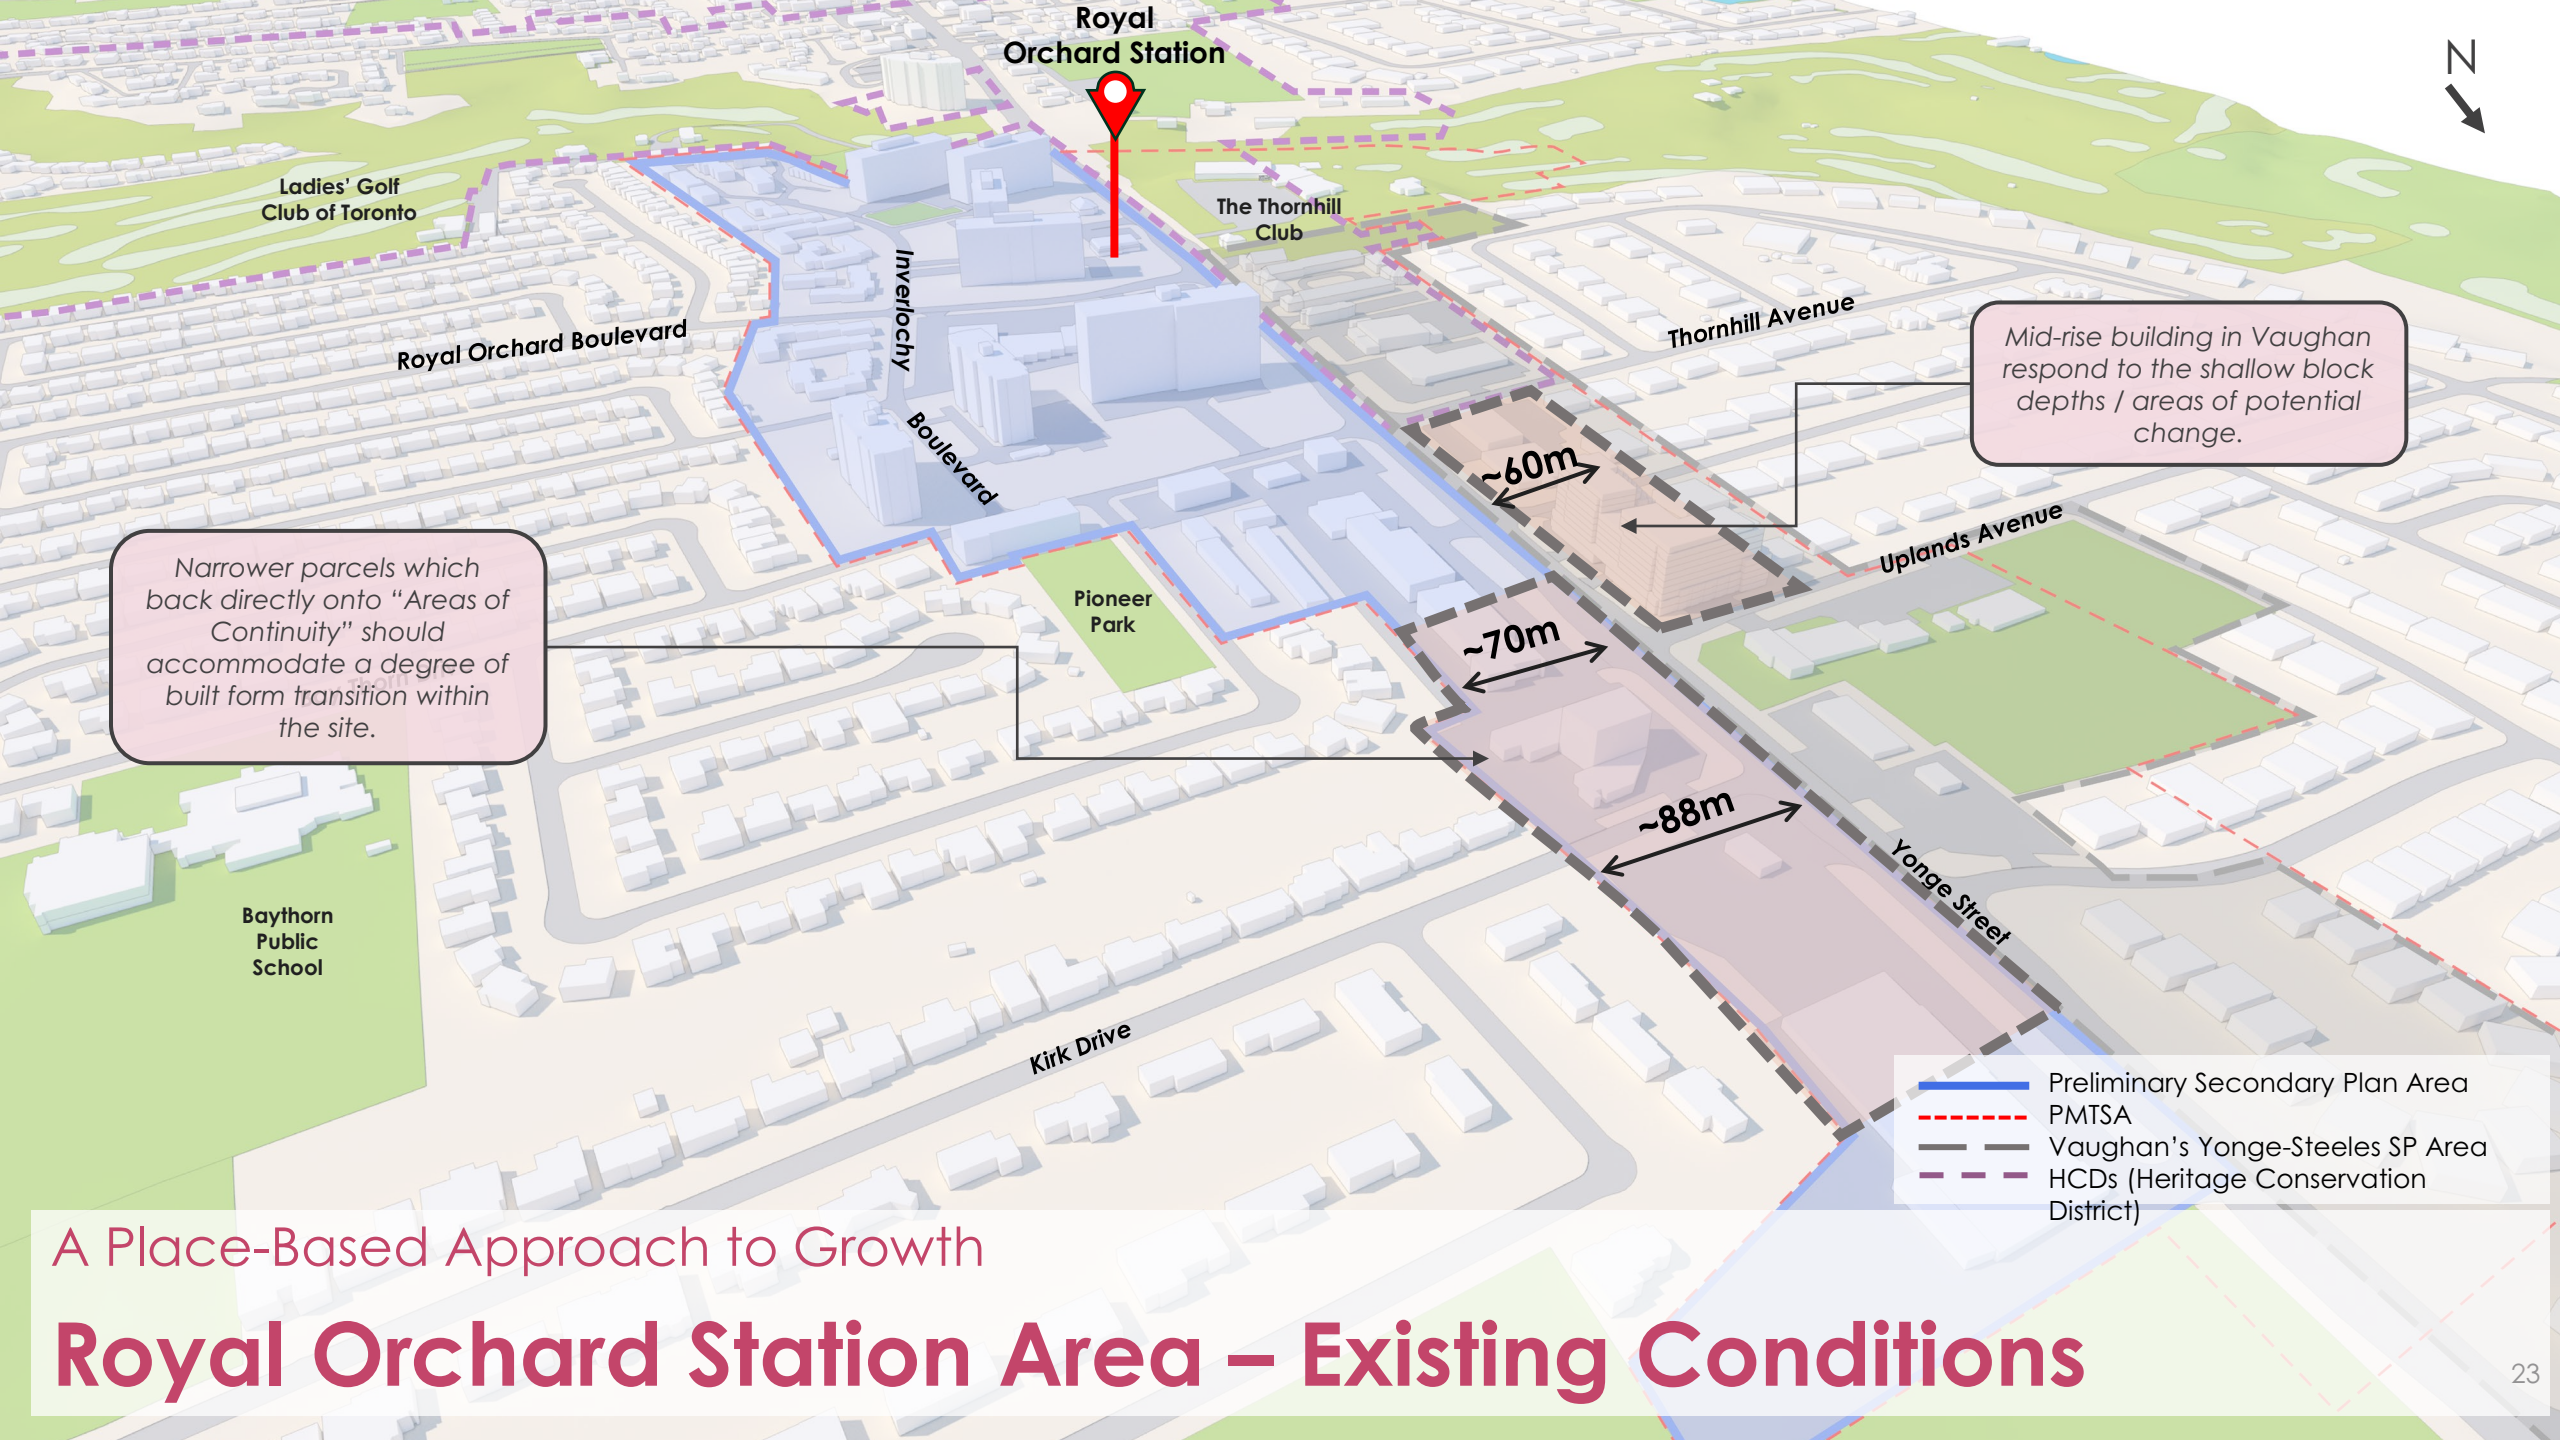 Royal
Orchard Station
N
Ladies' Golf
Club of Toronto
The Thornhill
Club
Inverlochy
Boulevard
Royal Orchard Boulevard
Thornhill Avenue
Mid-rise building in Vaughan
respond to the shallow block
depths / areas of potential
change.
~60m
Uplands Avenue
Narrower parcels which
back directly onto “Areas of
Continuity” should
accommodate a degree of
built form transition within
the site.
Pioneer
Park
~70m
~88m
Yonge Street
Baythorn
Public
School
Kirk Drive
Preliminary Secondary Plan Area
PMTSA
Vaughan’s Yonge-Steeles SP Area
HCDs (Heritage Conservation
District)
A Place-Based Approach to Growth
Royal Orchard Station Area – Existing Conditions
23